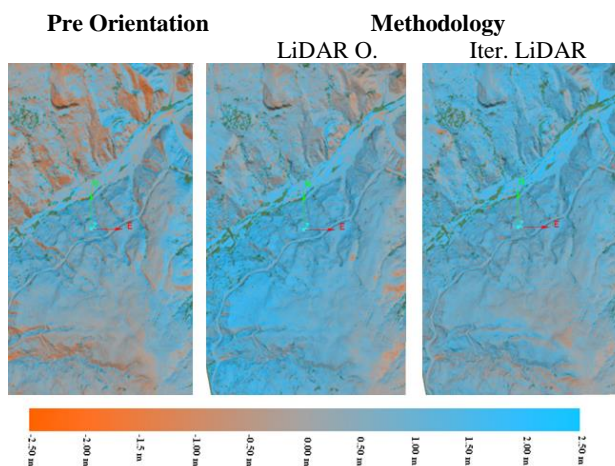 Pre Orientation Methodology
LiDAR O. Iter. LiDAR
E
E
E
-2.50 m
-2.00 m
-1.5 m
-1.00 m
-0.50 m
0.00 m
0.50 m
1.00 m
1.50 m
2.00 m
2.50 m